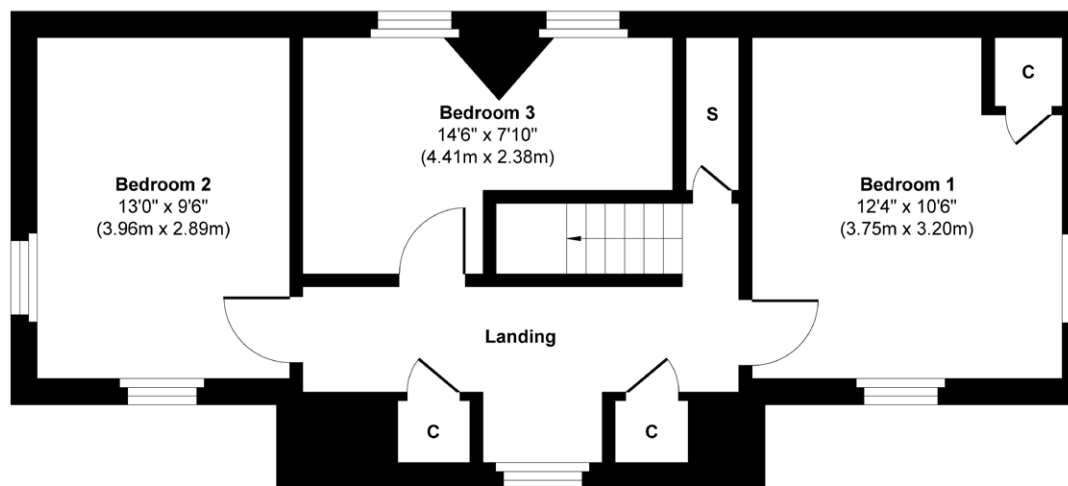 Bedroom 2
13'0" x 9'6"
(3.96m x 2.89m)
Bedroom 3
14'6" x 7'10"
(4.41m x 2.38m)
S
C
Bedroom 1
12'4" x 10'6"
(3.75m x 3.20m)
Landing
C
C